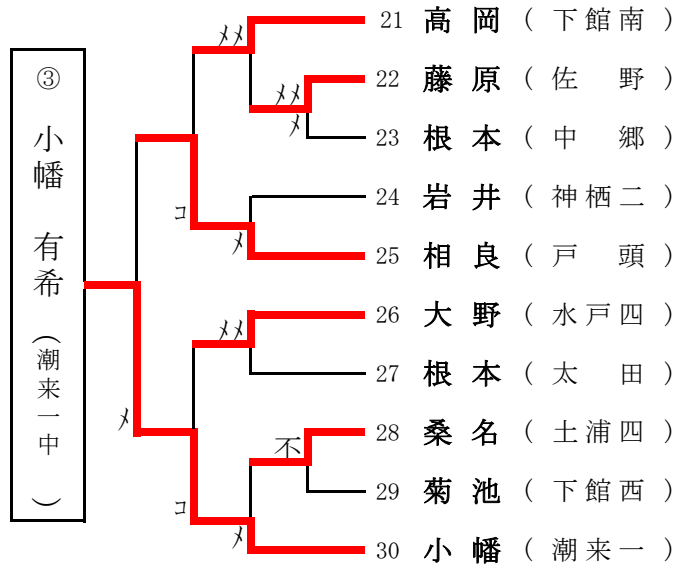 ③ 小幡 有希 (潮来一中)
21 高岡 (下館南)
22 藤原 (佐 野)
23 根本 (中 郷)
24 岩井 (神栖二)
25 相良 (戸 頭)
26 大野 (水戸四)
27 根本 (太 田)
28 桑名 (土浦四)
29 菊池 (下館西)
30 小幡 (潮来一)
メメ
メメ
メ
コ
メ
メメ
メ
不
コ
メ